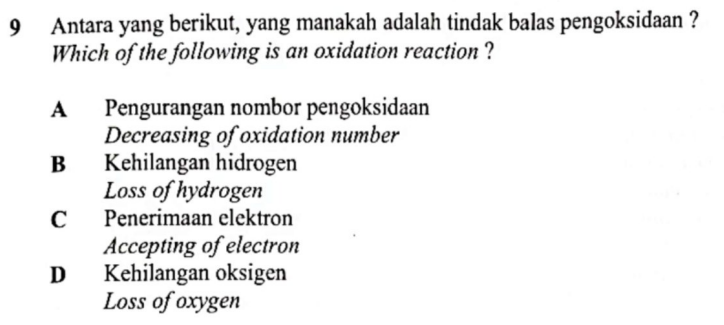 9 Antara yang berikut, yang manakah adalah tindak balas pengoksidaan ?
Which of the following is an oxidation reaction ?
A Pengurangan nombor pengoksidaan
Decreasing of oxidation number
B Kehilangan hidrogen
Loss of hydrogen
C Penerimaan elektron
Accepting of electron
D Kehilangan oksigen
Loss of oxygen